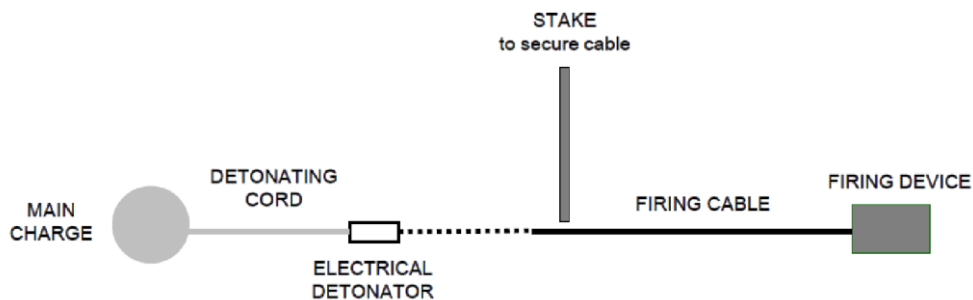 STAKE
to secure cable
DETONATING
CORD
FIRING DEVICE
MAIN
CHARGE
FIRING CABLE
ELECTRICAL
DETONATOR